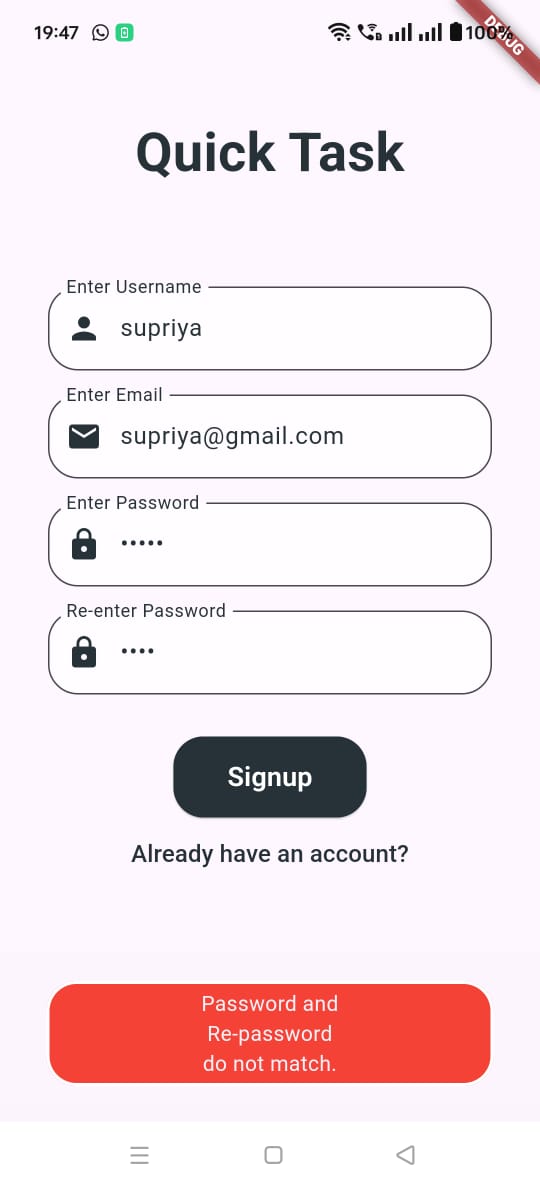 19:47
100%
DEBUG
Quick Task
Enter Username
supriya
Enter Email
supriya@gmail.com
Enter Password
•••••
Re-enter Password
••••
Signup
Already have an account?
Password and
Re-password
do not match.